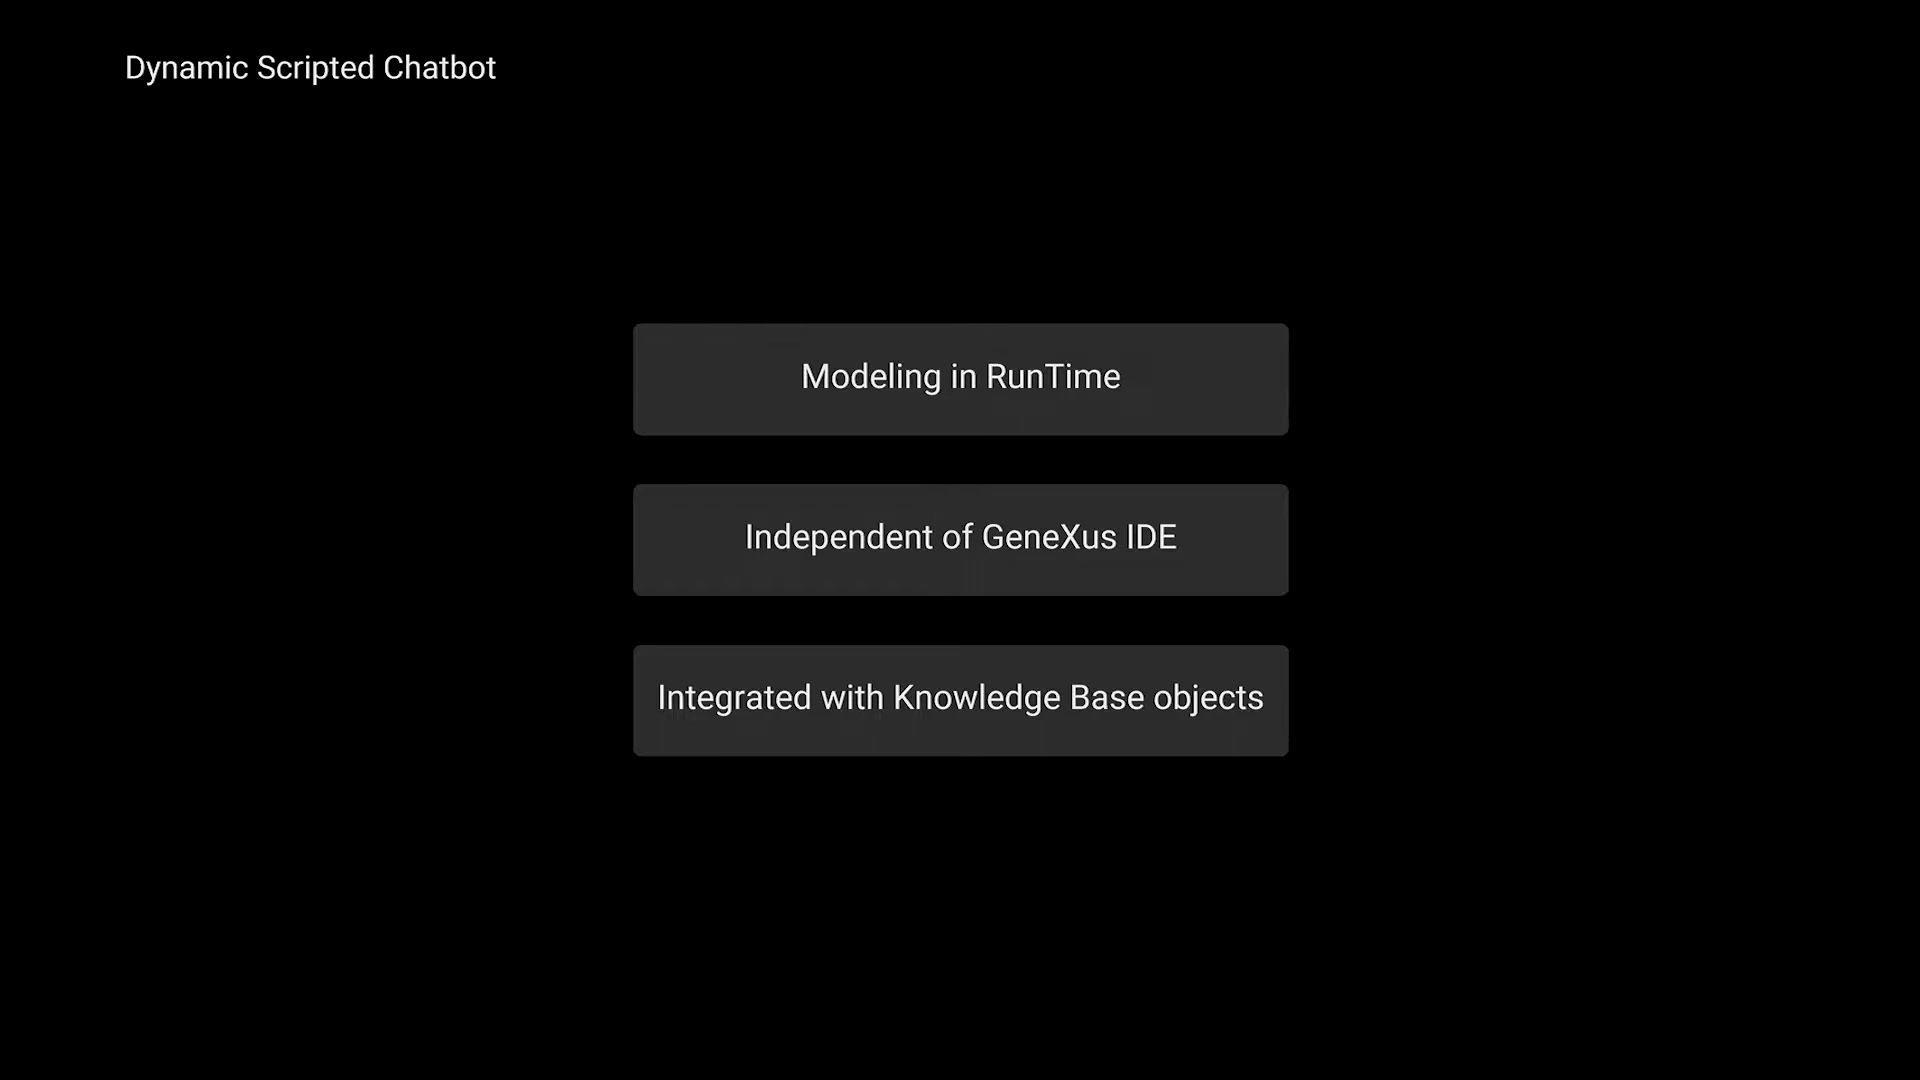 Dynamic Scripted Chatbot
Modeling in RunTime
Independent of GeneXus IDE
Integrated with Knowledge Base objects